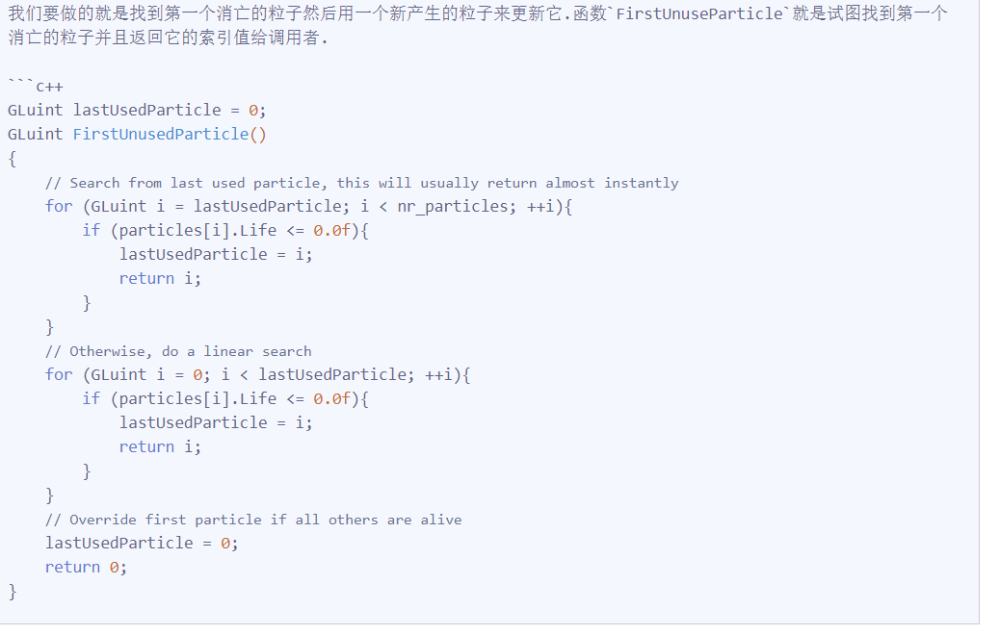 我们要做的就是找到第一个消亡的粒子然后用一个新产生的粒子来更新它.函数`FirstUnuseParticle`就是试图找到第一个
消亡的粒子并且返回它的索引值给调用者.

```c++
GLuint lastUsedParticle = 0;
GLuint FirstUnusedParticle()
{
    // Search from last used particle, this will usually return almost instantly
    for (GLuint i = lastUsedParticle; i < nr_particles; ++i){
        if (particles[i].Life <= 0.0f){
            lastUsedParticle = i;
            return i;
        }
    }
    // Otherwise, do a linear search
    for (GLuint i = 0; i < lastUsedParticle; ++i){
        if (particles[i].Life <= 0.0f){
            lastUsedParticle = i;
            return i;
        }
    }
    // Override first particle if all others are alive
    lastUsedParticle = 0;
    return 0;
}